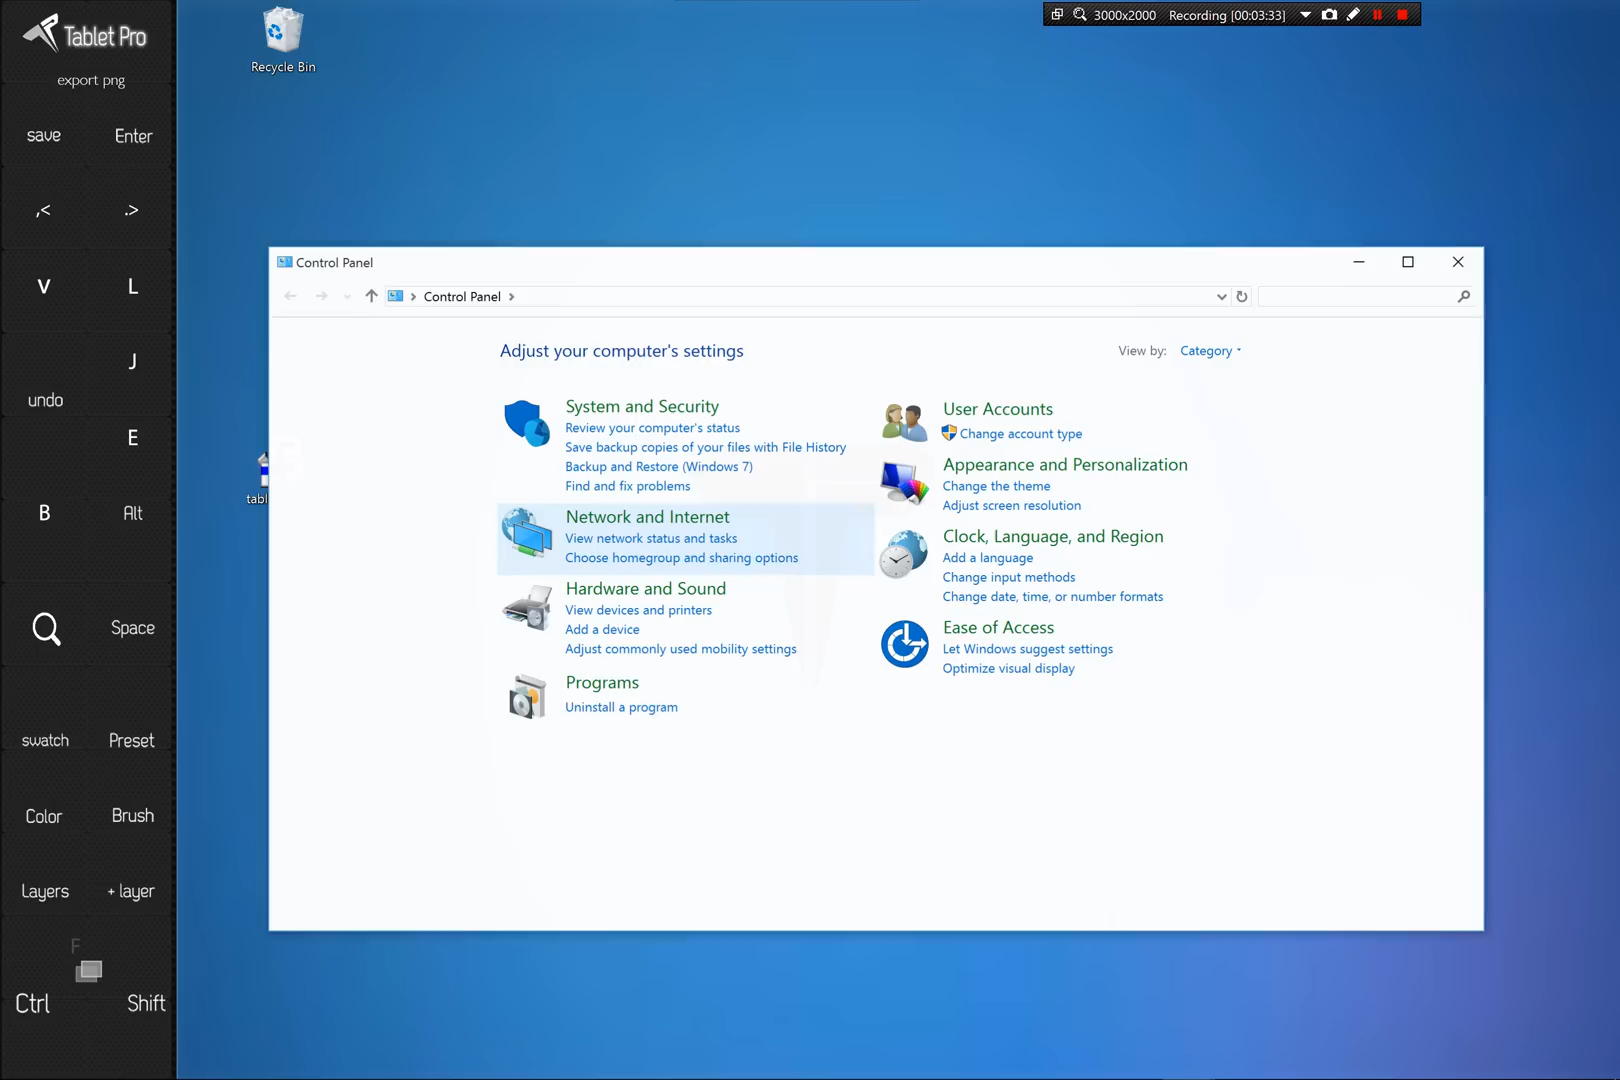 Tablet Pro
export png
save Enter
,< .>
V L
J
undo
E
B Alt
Space
swatch Preset
Color Brush
Layers + layer
F
Ctrl Shift
Recycle Bin
3000x2000 Recording [00:03:33]
tabl
Control Panel
Control Panel
Adjust your computer's settings
View by: Category
System and Security
Review your computer's status
Save backup copies of your files with File History
Backup and Restore (Windows 7)
Find and fix problems
Network and Internet
View network status and tasks
Choose homegroup and sharing options
Hardware and Sound
View devices and printers
Add a device
Adjust commonly used mobility settings
Programs
Uninstall a program
User Accounts
Change account type
Appearance and Personalization
Change the theme
Adjust screen resolution
Clock, Language, and Region
Add a language
Change input methods
Change date, time, or number formats
Ease of Access
Let Windows suggest settings
Optimize visual display